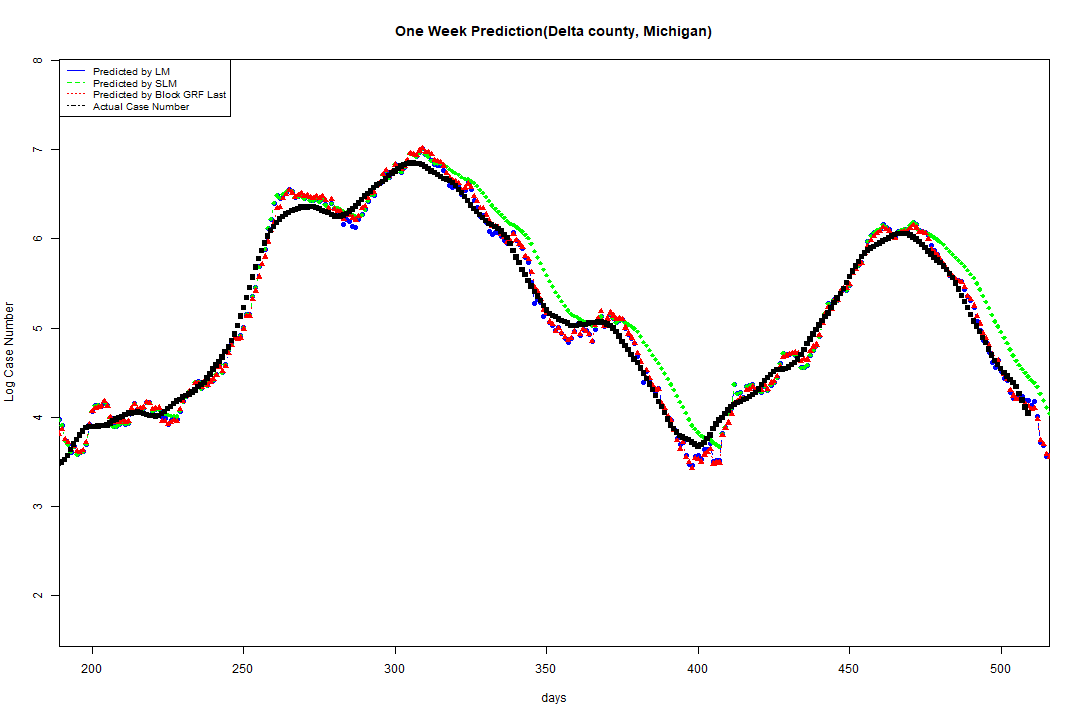 One Week Prediction(Delta county, Michigan)
Predicted by LM
Predicted by SLM
Predicted by Block GRF Last
Actual Case Number
8
7
6
5
4
3
2
Log Case Number
200 250 300 350 400 450 500
days